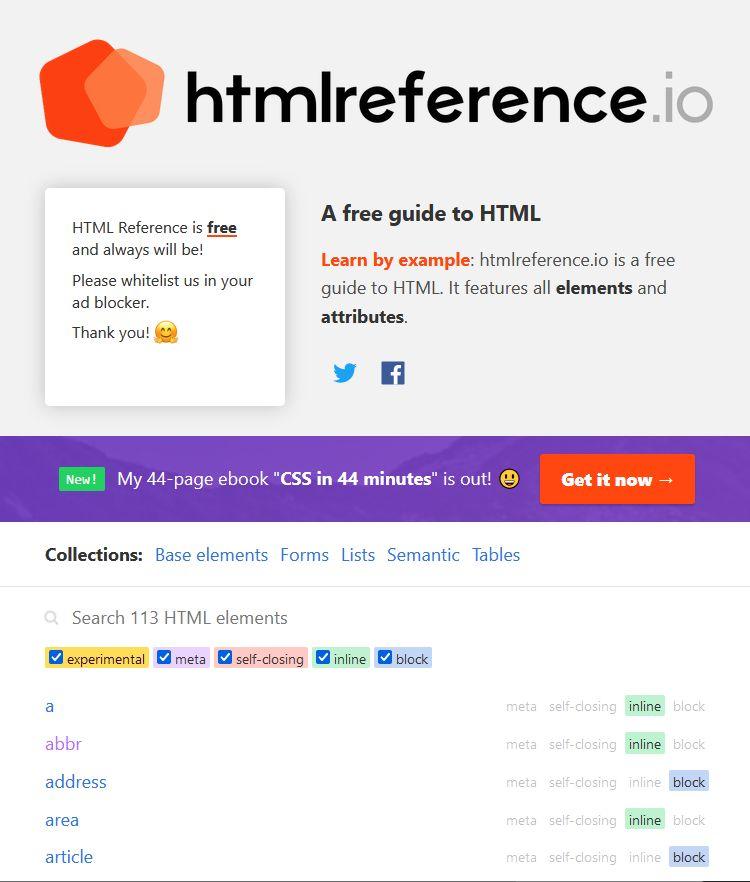 htmlreference.io
HTML Reference is free
and always will be!
Please whitelist us in your
ad blocker.
Thank you! 🤗
A free guide to HTML
Learn by example: htmlreference.io is a free
guide to HTML. It features all elements and
attributes.
New! My 44-page ebook "CSS in 44 minutes" is out! 😃 Get it now →
Collections: Base elements Forms Lists Semantic Tables
Search 113 HTML elements
experimental meta self-closing inline block
a meta self-closing inline block
abbr meta self-closing inline block
address meta self-closing inline block
area meta self-closing inline block
article meta self-closing inline block